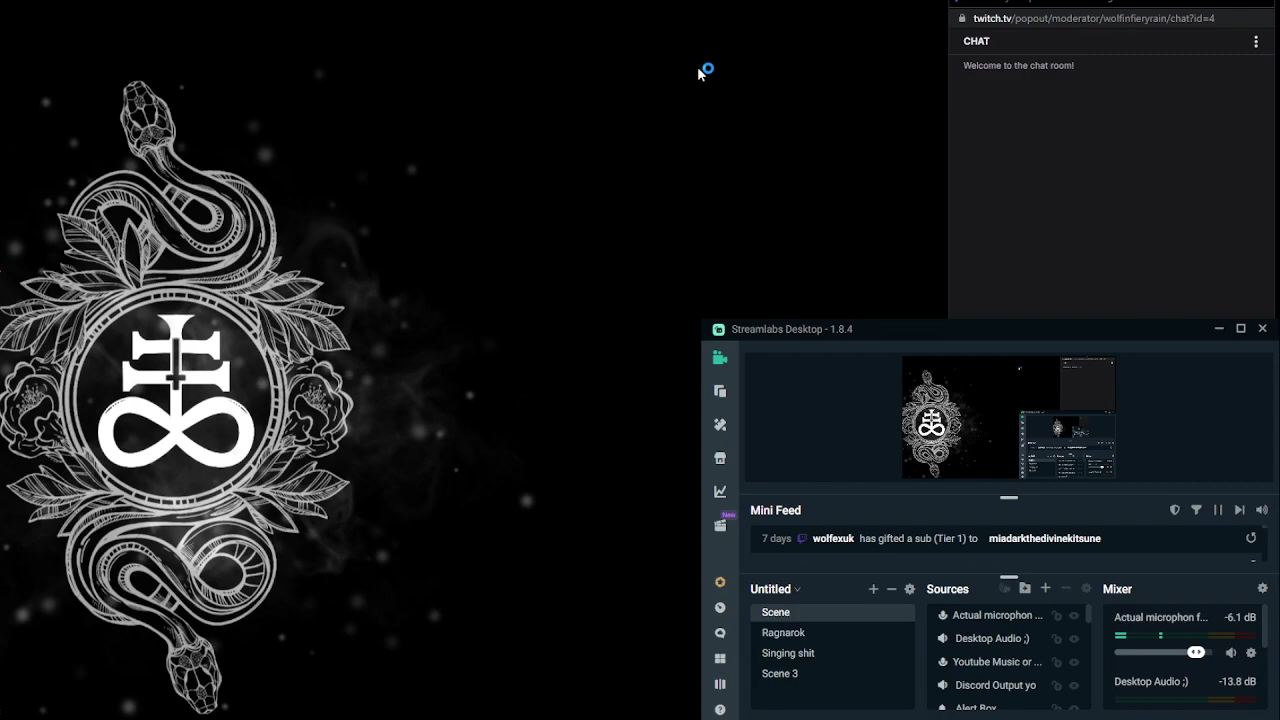 twitch.tv/popout/moderator/wolfinfieryrain/chat?id=4
CHAT
Welcome to the chat room!
Streamlabs Desktop - 1.8.4
New
Mini Feed
7 days wolfexuk has gifted a sub (Tier 1) to miadarkthedivinekitsune
Untitled
Scene
Ragnarok
Singing shit
Scene 3
Sources
Actual microphon ...
Desktop Audio ;)
Youtube Music or ...
Discord Output yo
Alert Box
Mixer
Actual microphon f... -6.1 dB
Desktop Audio ;) -13.8 dB